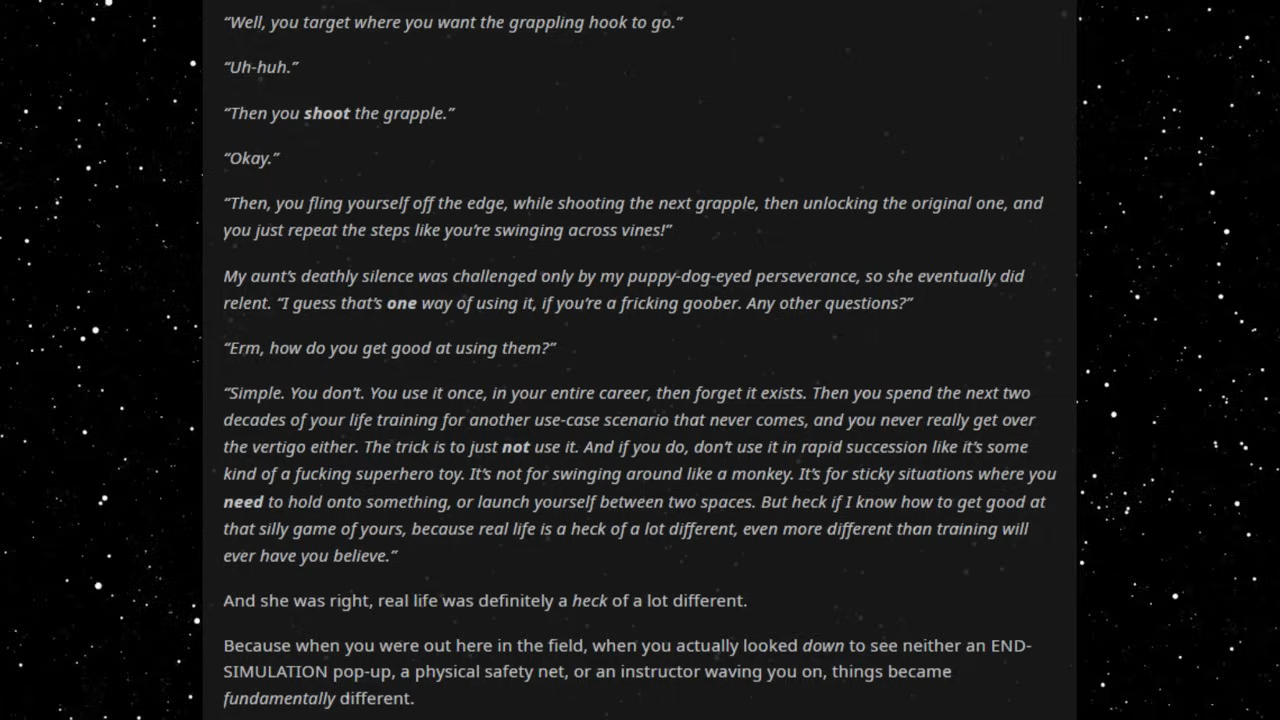 “Well, you target where you want the grappling hook to go.”
“Uh-huh.”
“Then you shoot the grapple.”
“Okay.”
“Then, you fling yourself off the edge, while shooting the next grapple, then unlocking the original one, and
you just repeat the steps like you’re swinging across vines!”
My aunt’s deathly silence was challenged only by my puppy-dog-eyed perseverance, so she eventually did
relent. “I guess that’s one way of using it, if you’re a fricking goober. Any other questions?”
“Erm, how do you get good at using them?”
“Simple. You don’t. You use it once, in your entire career, then forget it exists. Then you spend the next two
decades of your life training for another use-case scenario that never comes, and you never really get over
the vertigo either. The trick is to just not use it. And if you do, don’t use it in rapid succession like it’s some
kind of a fucking superhero toy. It’s not for swinging around like a monkey. It’s for sticky situations where you
need to hold onto something, or launch yourself between two spaces. But heck if I know how to get good at
that silly game of yours, because real life is a heck of a lot different, even more different than training will
ever have you believe.”
And she was right, real life was definitely a heck of a lot different.
Because when you were out here in the field, when you actually looked down to see neither an END-
SIMULATION pop-up, a physical safety net, or an instructor waving you on, things became
fundamentally different.